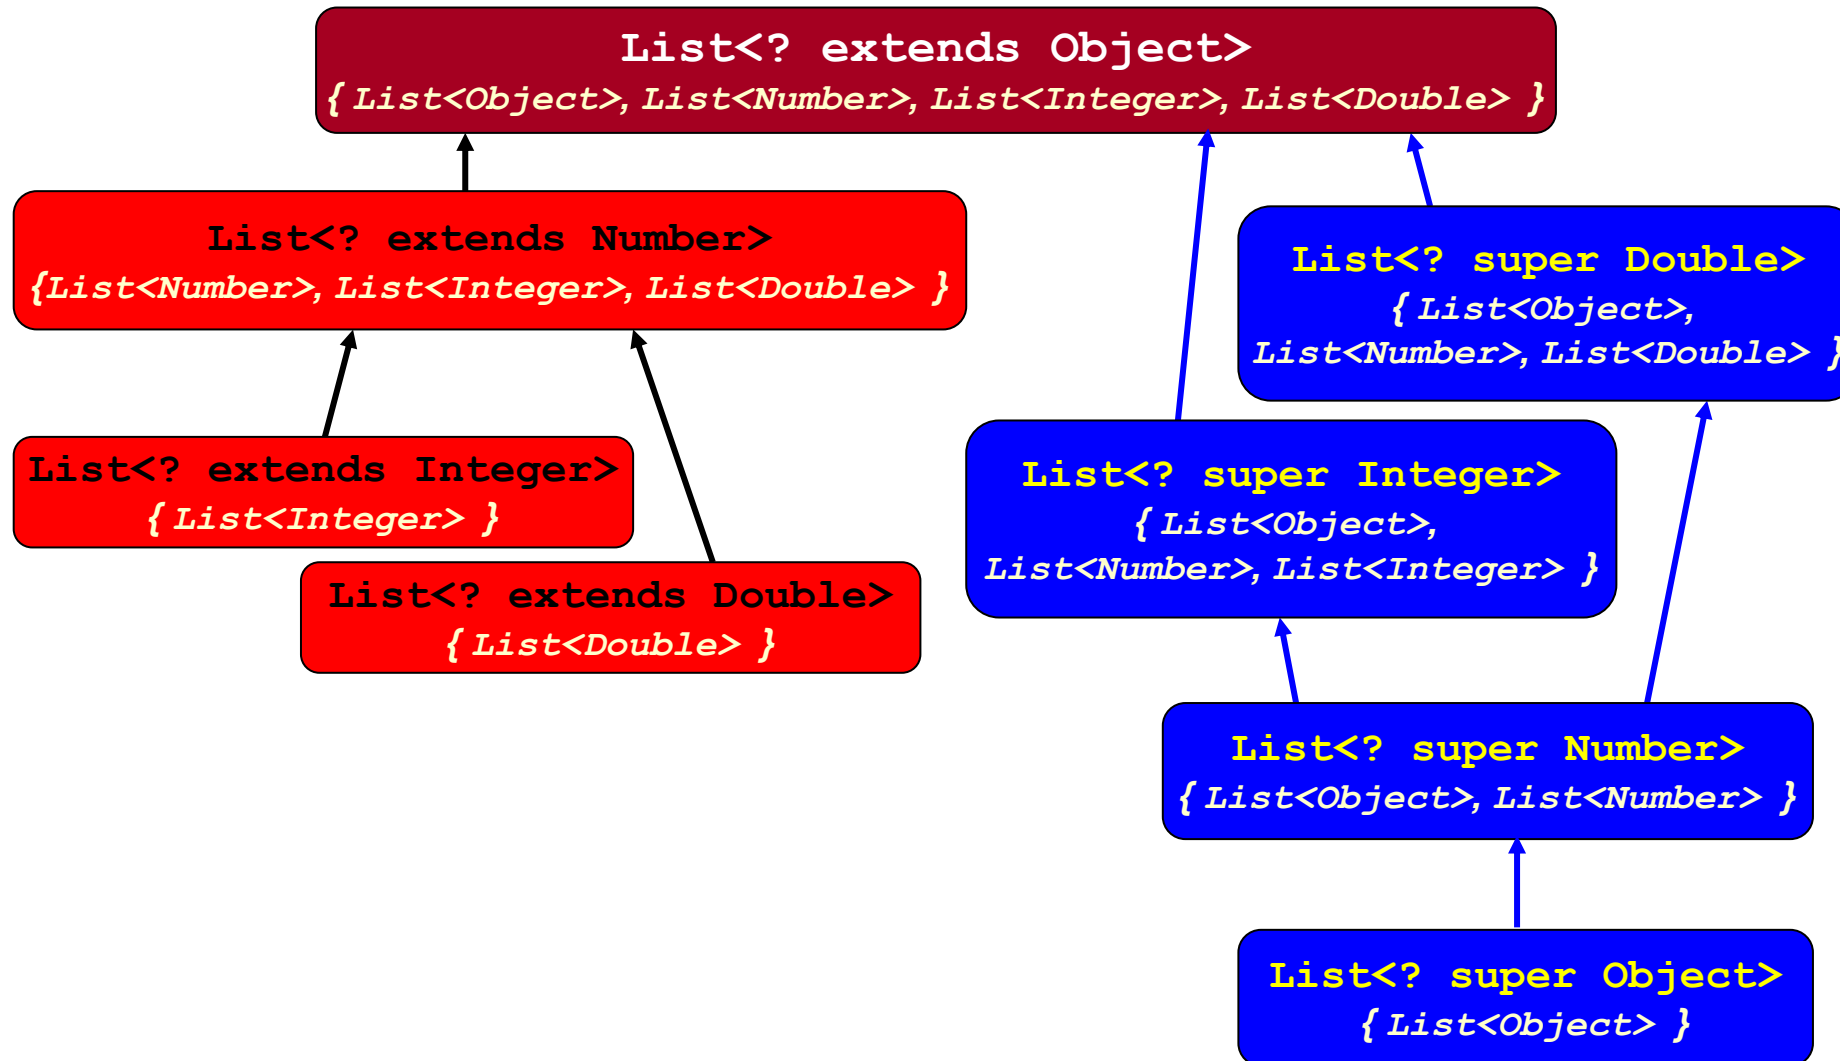 List<? extends Object>
{ List<Object>, List<Number>, List<Integer>, List<Double> }
List<? extends Number>
{List<Number>, List<Integer>, List<Double> }
List<? super Double>
{ List<Object>,
List<Number>, List<Double> }
List<? extends Integer>
{ List<Integer> }
List<? super Integer>
{ List<Object>,
List<Number>, List<Integer> }
List<? extends Double>
{ List<Double> }
List<? super Number>
{ List<Object>, List<Number> }
List<? super Object>
{ List<Object> }